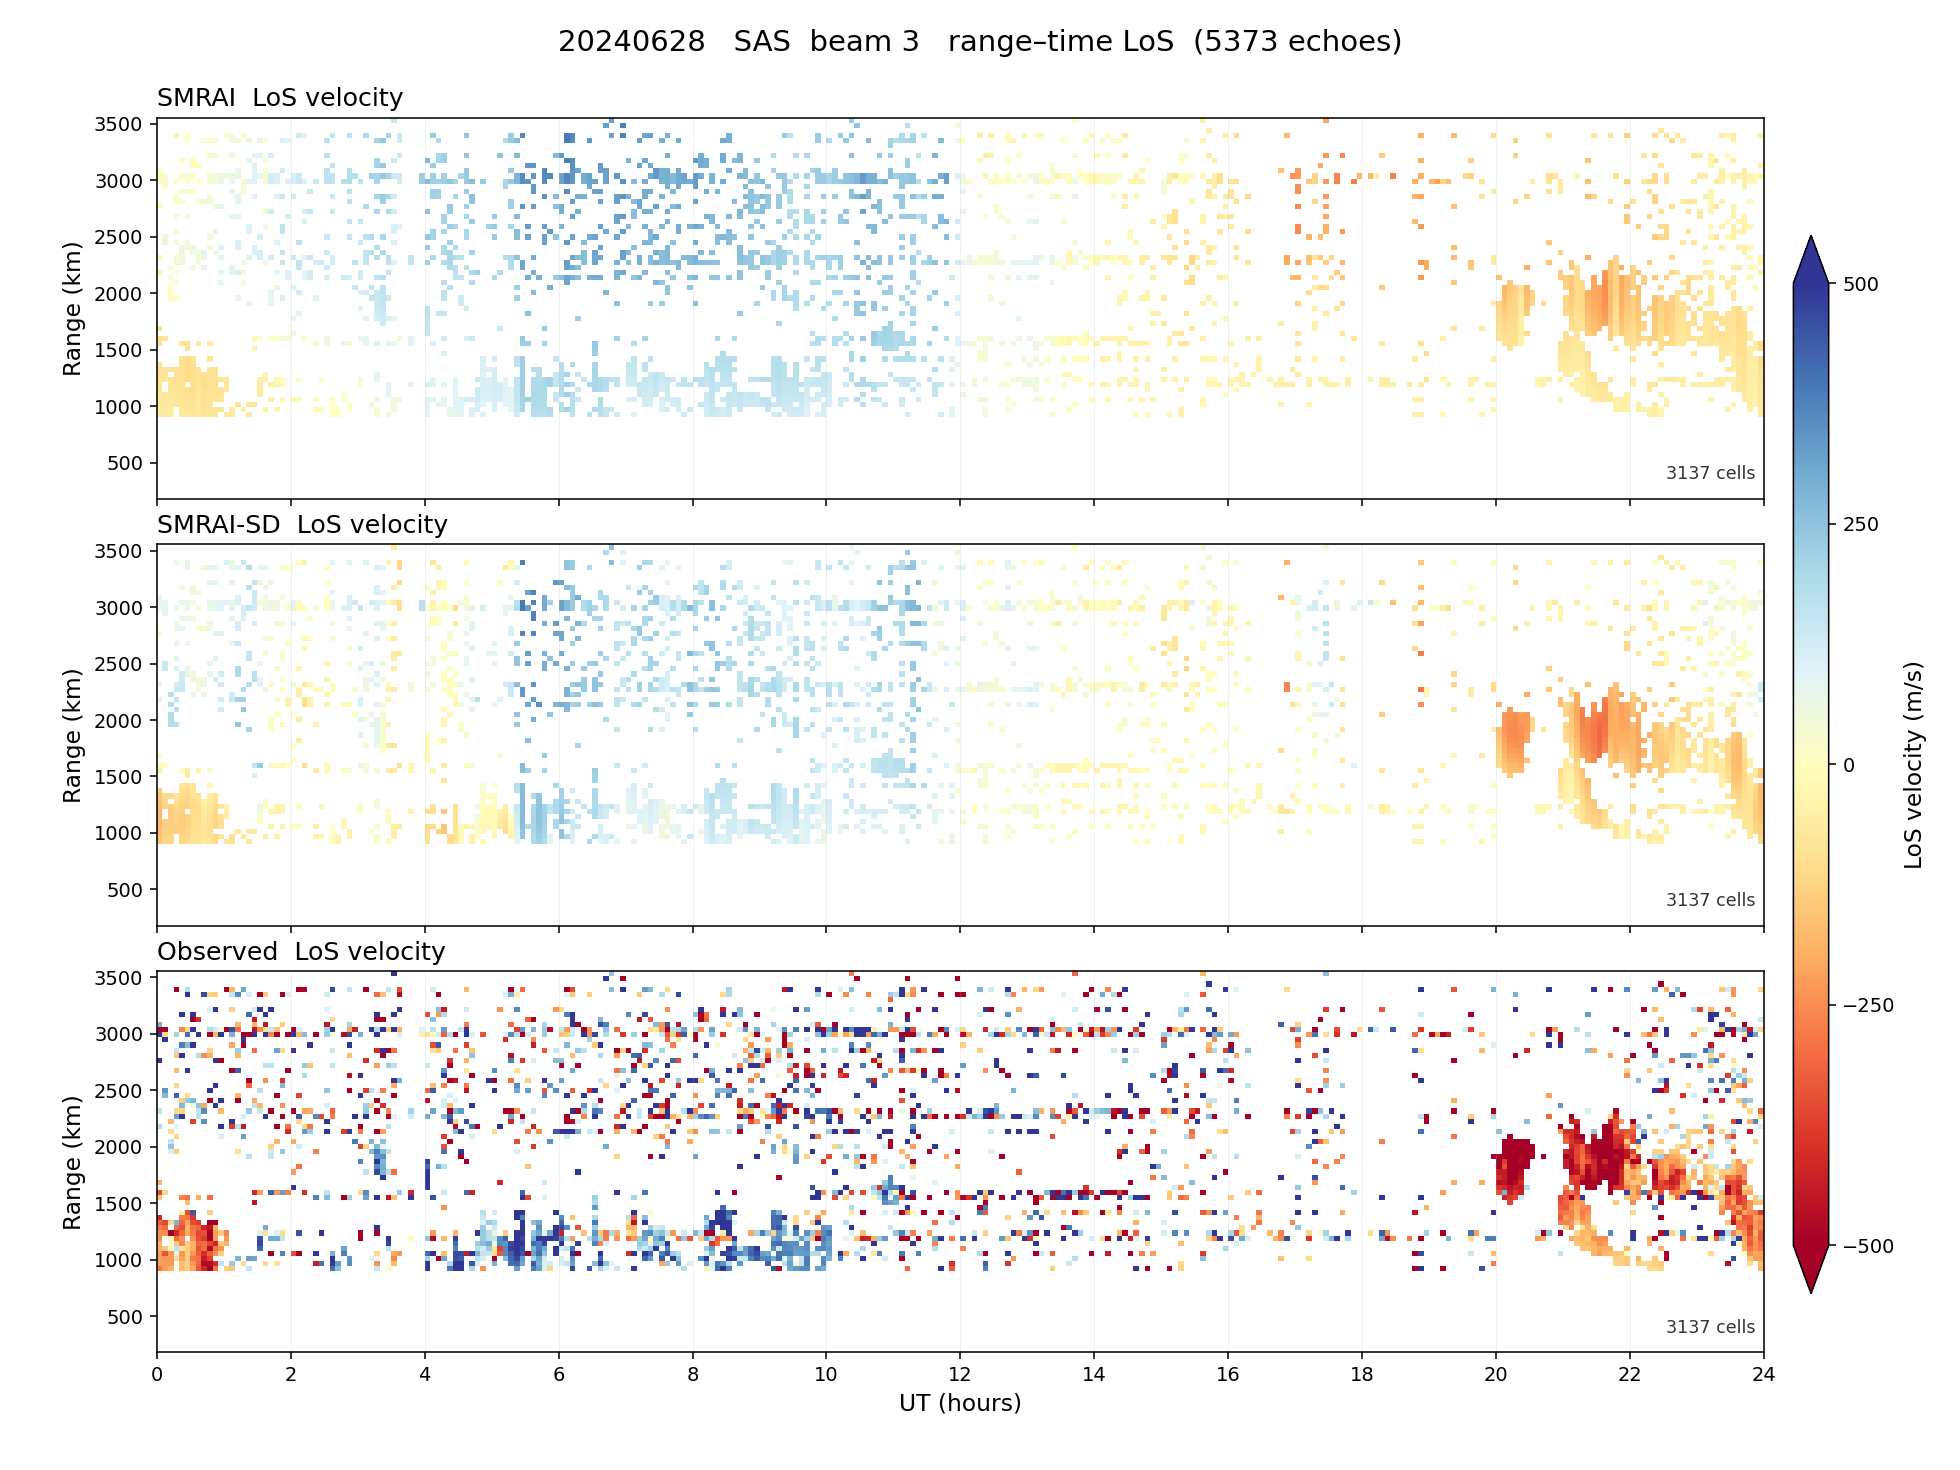 20240628   SAS  beam 3   range–time LoS  (5373 echoes)
SMRAI  LoS velocity
3500
3000
2500
2000
1500
1000
500
Range (km)
3137 cells
SMRAI-SD  LoS velocity
3500
3000
2500
2000
1500
1000
500
Range (km)
3137 cells
Observed  LoS velocity
3500
3000
2500
2000
1500
1000
500
Range (km)
3137 cells
0 2 4 6 8 10 12 14 16 18 20 22 24
UT (hours)
500
250
0
−250
−500
LoS velocity (m/s)